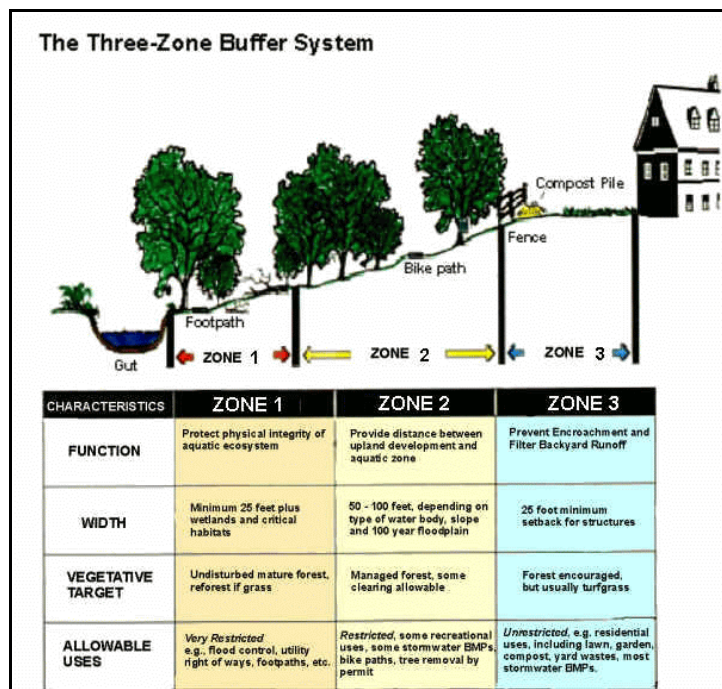 The Three-Zone Buffer System
Compost Pile
Fence
Bike path
Footpath
Gut
ZONE 1
ZONE 2
ZONE 3
CHARACTERISTICS
ZONE 1
ZONE 2
ZONE 3
FUNCTION
Protect physical integrity of
aquatic ecosystem
Provide distance between
upland development and
aquatic zone
Prevent Encroachment and
Filter Backyard Runoff
WIDTH
Minimum 25 feet plus
wetlands and critical
habitats
50 - 100 feet, depending on
type of water body, slope
and 100 year floodplain
25 foot minimum
setback for structures
VEGETATIVE
TARGET
Undisturbed mature forest,
reforest if grass
Managed forest, some
clearing allowable
Forest encouraged,
but usually turfgrass
ALLOWABLE
USES
Very Restricted
e.g., flood control, utility
right of ways, footpaths, etc.
Restricted, some recreational
uses, some stormwater BMPs,
bike paths, tree removal by
permit
Unrestricted, e.g. residential
uses, including lawn, garden,
compost, yard wastes, most
stormwater BMPs.